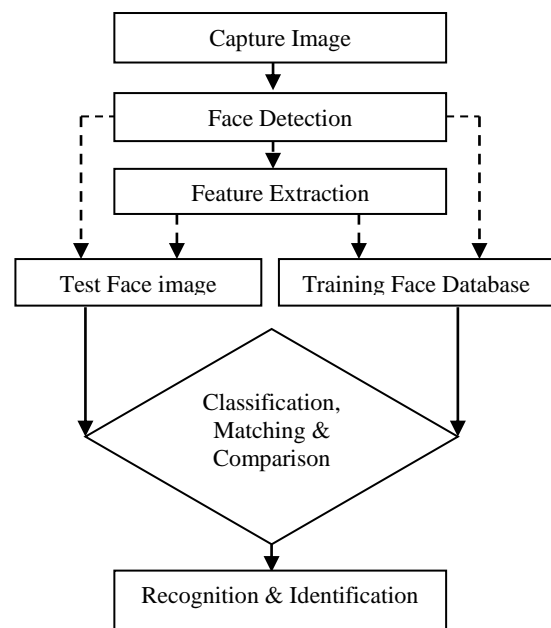 Capture Image
Face Detection
Feature Extraction
Test Face image
Training Face Database
Classification,
Matching &
Comparison
Recognition & Identification